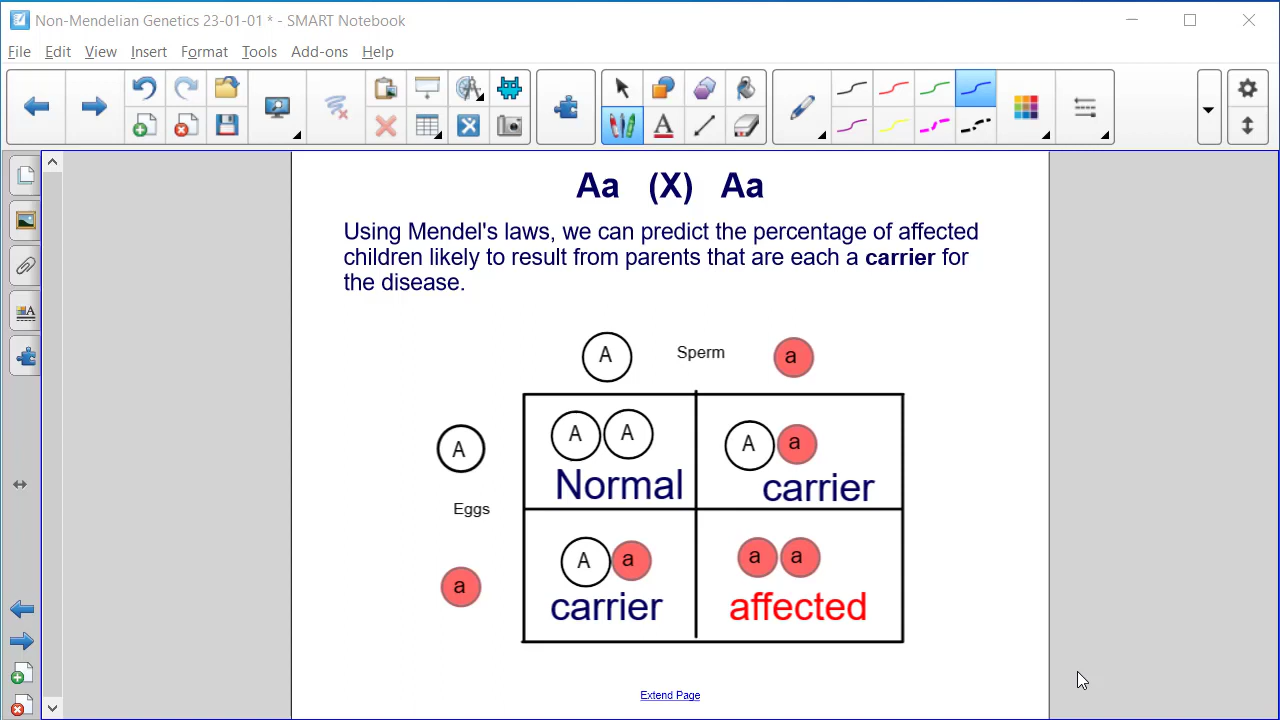 Non-Mendelian Genetics 23-01-01 * - SMART Notebook
File Edit View Insert Format Tools Add-ons Help
Aa (X) Aa
Using Mendel's laws, we can predict the percentage of affected
children likely to result from parents that are each a carrier for
the disease.
A Sperm a
A A A A a
Normal carrier
Eggs
a A a a a
carrier affected
Extend Page